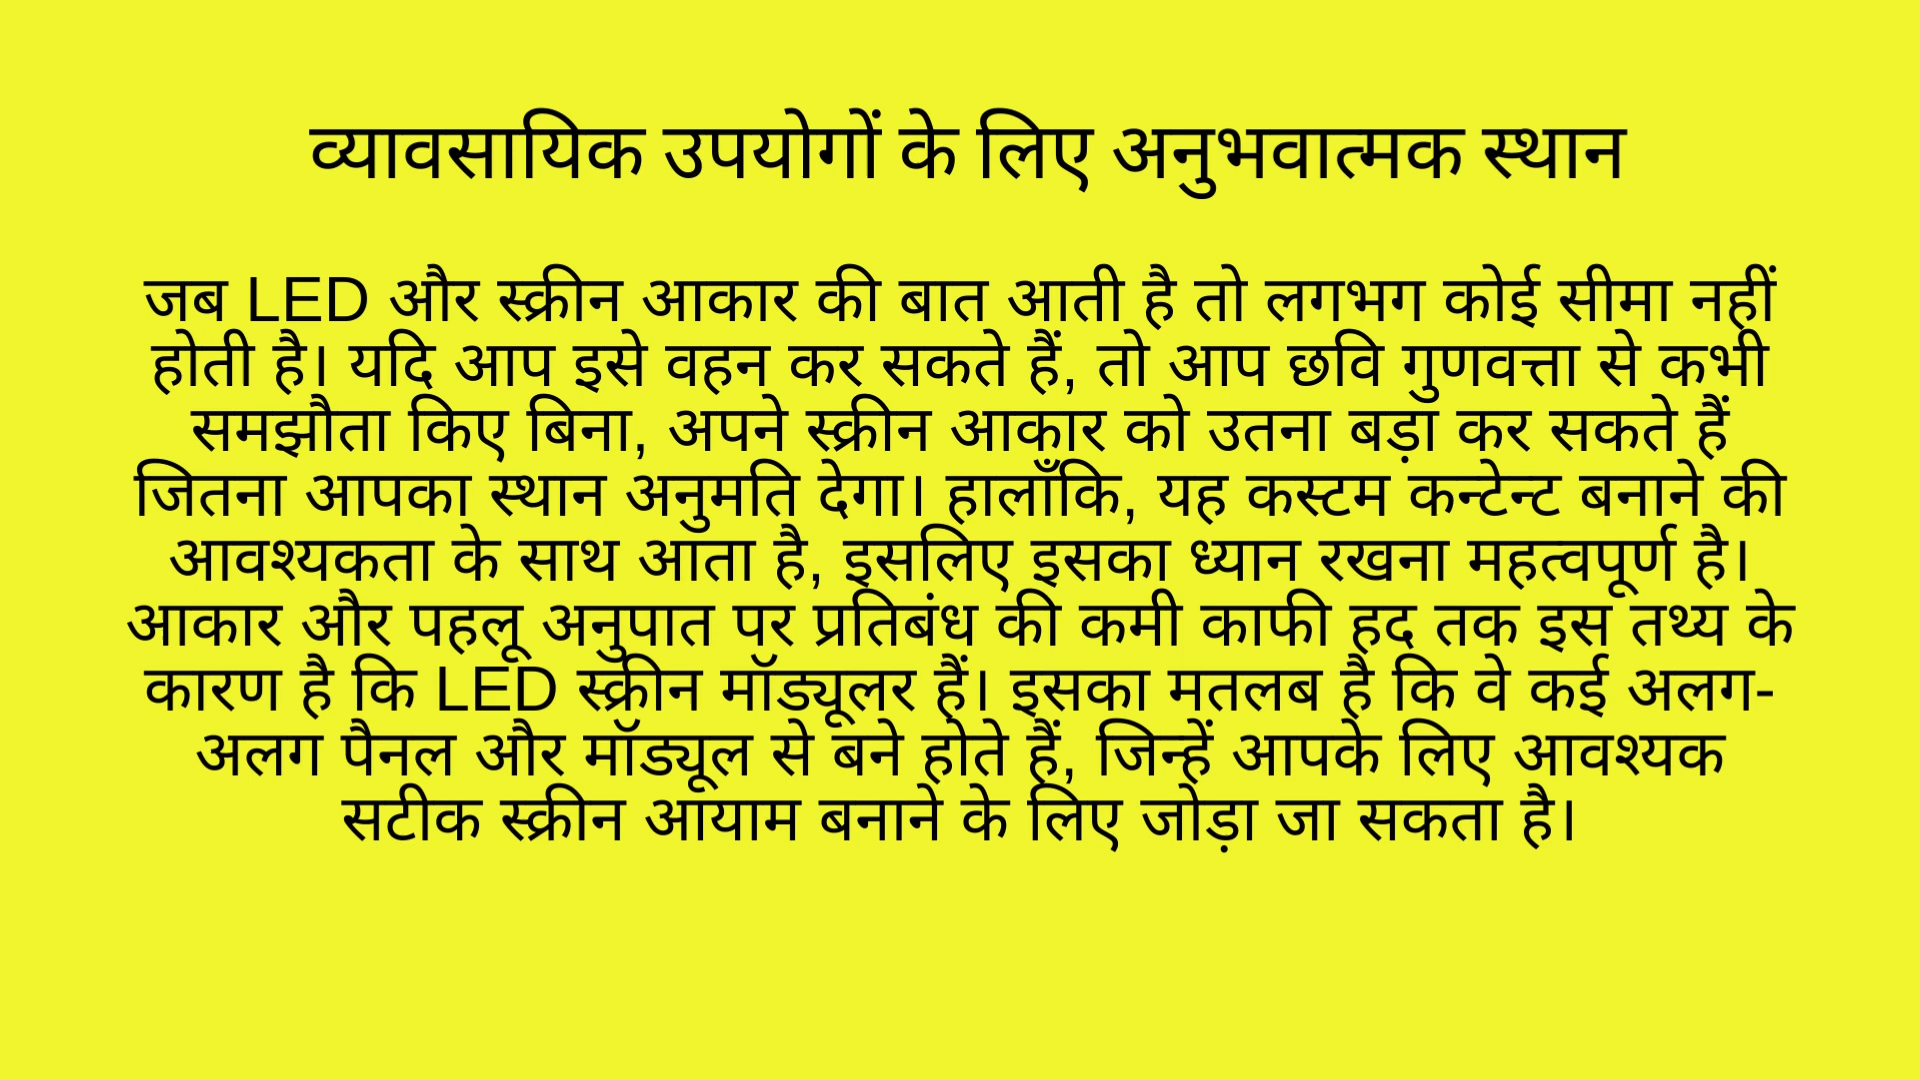 व्यावसायिक उपयोगों के लिए अनुभवात्मक स्थान
जब LED और स्क्रीन आकार की बात आती है तो लगभग कोई सीमा नहीं
होती है। यदि आप इसे वहन कर सकते हैं, तो आप छवि गुणवत्ता से कभी
समझौता किए बिना, अपने स्क्रीन आकार को उतना बड़ा कर सकते हैं
जितना आपका स्थान अनुमति देगा। हालाँकि, यह कस्टम कन्टेन्ट बनाने की
आवश्यकता के साथ आता है, इसलिए इसका ध्यान रखना महत्वपूर्ण है।
आकार और पहलू अनुपात पर प्रतिबंध की कमी काफी हद तक इस तथ्य के
कारण है कि LED स्क्रीन मॉड्यूलर हैं। इसका मतलब है कि वे कई अलग-
अलग पैनल और मॉड्यूल से बने होते हैं, जिन्हें आपके लिए आवश्यक
सटीक स्क्रीन आयाम बनाने के लिए जोड़ा जा सकता है।